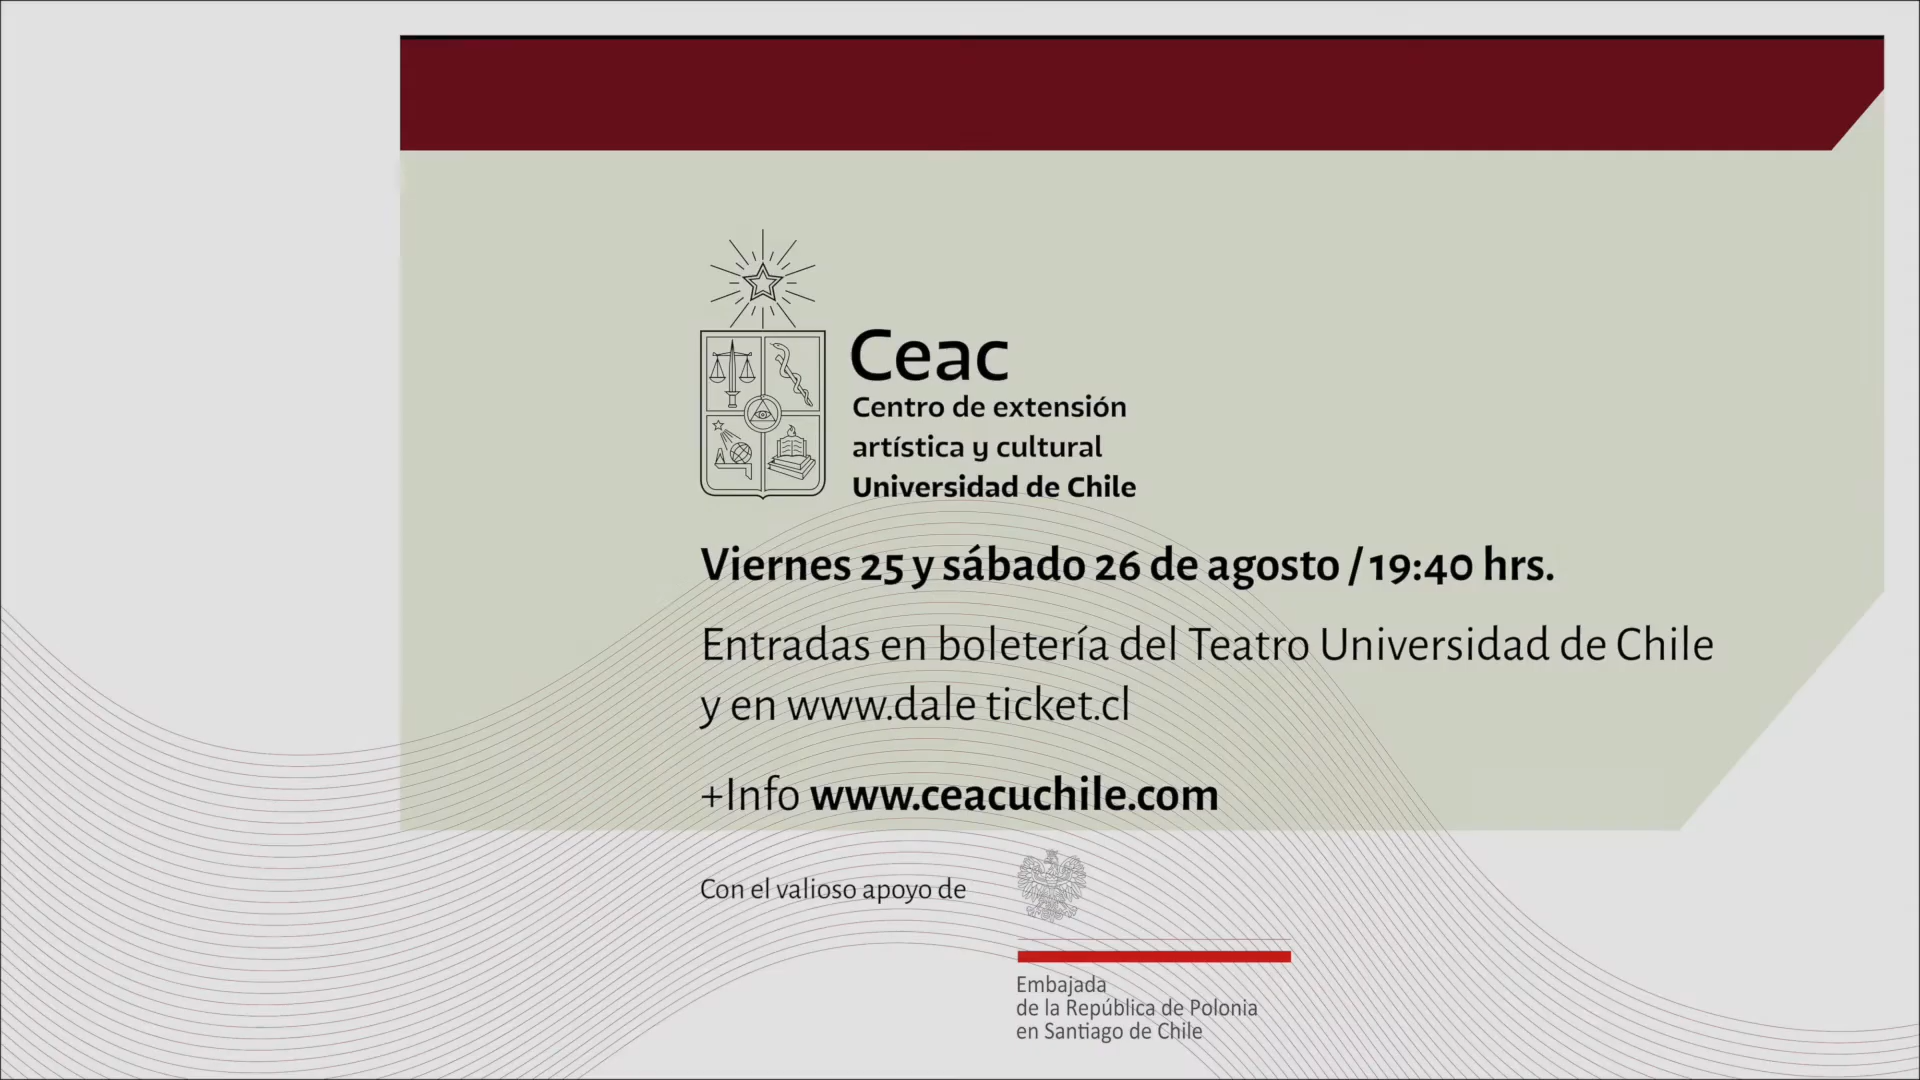 Ceac
Centro de extensión
artística y cultural
Universidad de Chile
Viernes 25 y sábado 26 de agosto / 19:40 hrs.
Entradas en boletería del Teatro Universidad de Chile
y en www.dale ticket.cl
+Info www.ceacuchile.com
Con el valioso apoyo de
Embajada
de la República de Polonia
en Santiago de Chile